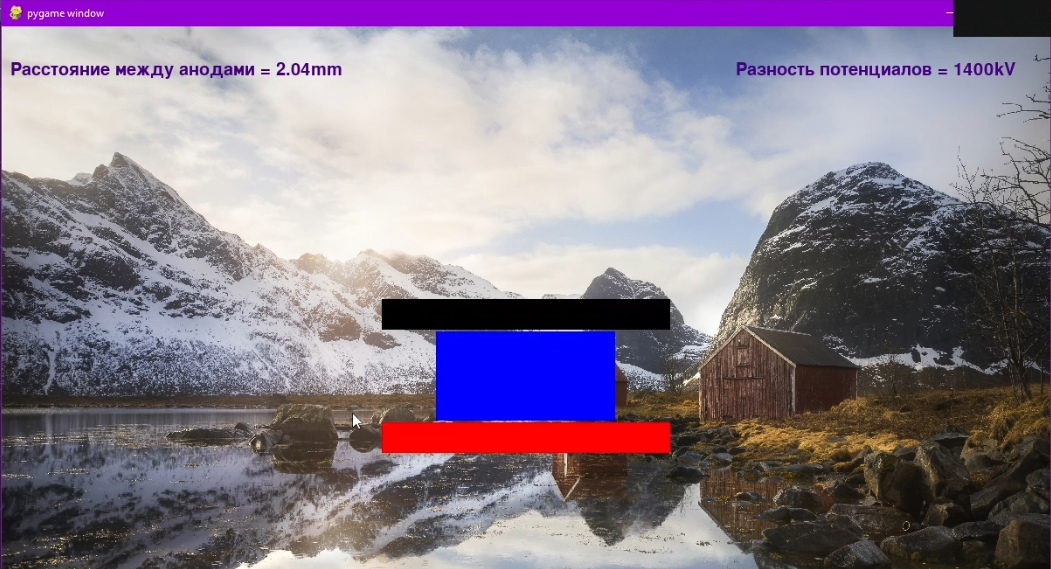 pygame window
Расстояние между анодами = 2.04mm
Разность потенциалов = 1400kV